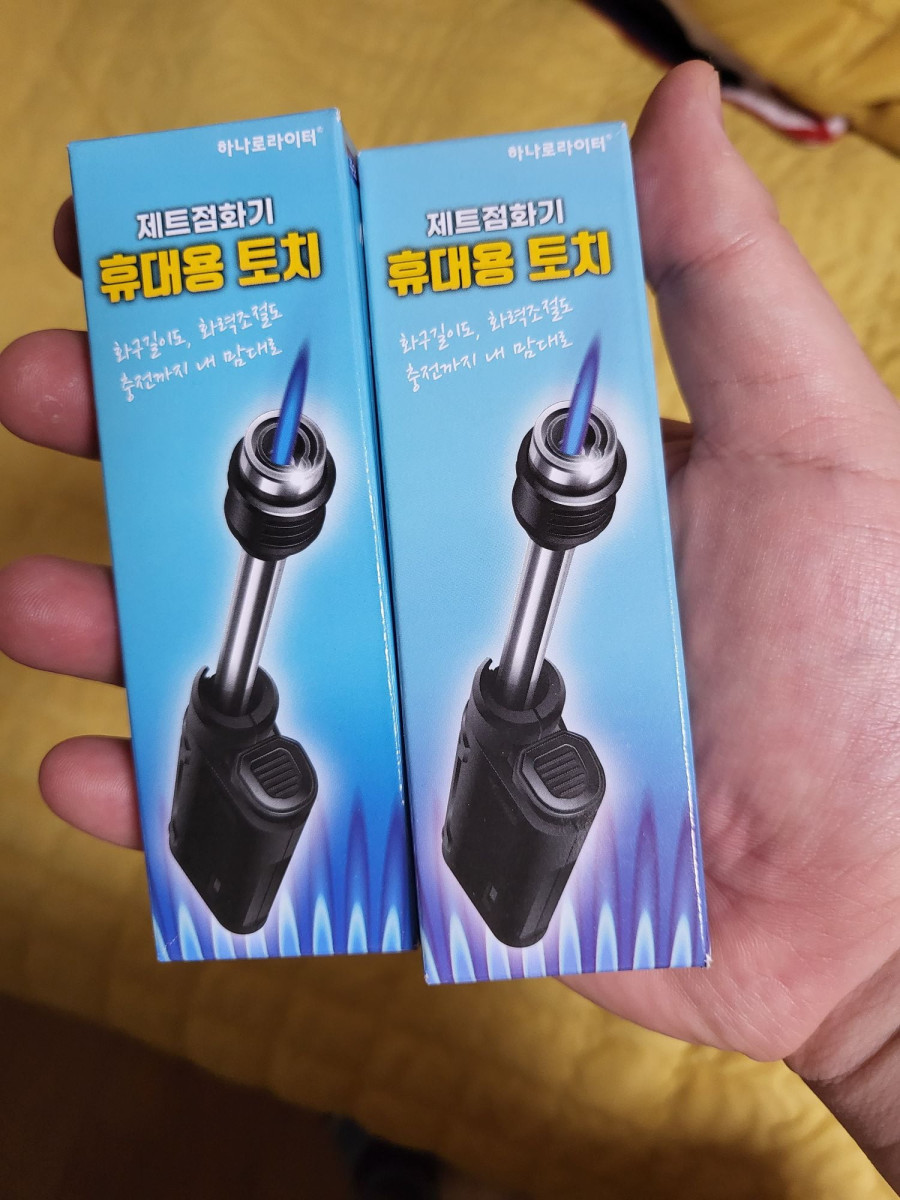 하나로라이터®
제트점화기
휴대용 토치
화구길이도, 화력조절도
충전까지 내 맘대로
하나로라이터®
제트점화기
휴대용 토치
화구길이도, 화력조절도
충전까지 내 맘대로